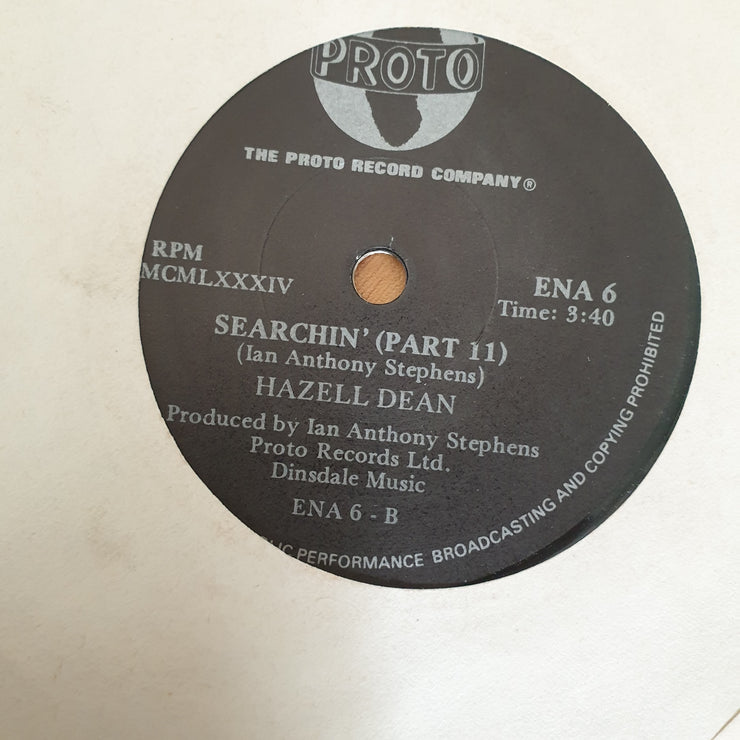 PROTO
THE PROTO RECORD COMPANY®
RPM
MCMLXXXIV
ENA 6
Time: 3:40
SEARCHIN' (PART 11)
(Ian Anthony Stephens)
HAZELL DEAN
Produced by Ian Anthony Stephens
Proto Records Ltd.
Dinsdale Music
ENA 6 - B
PERFORMANCE BROADCASTING AND COPYING PROHIBITED